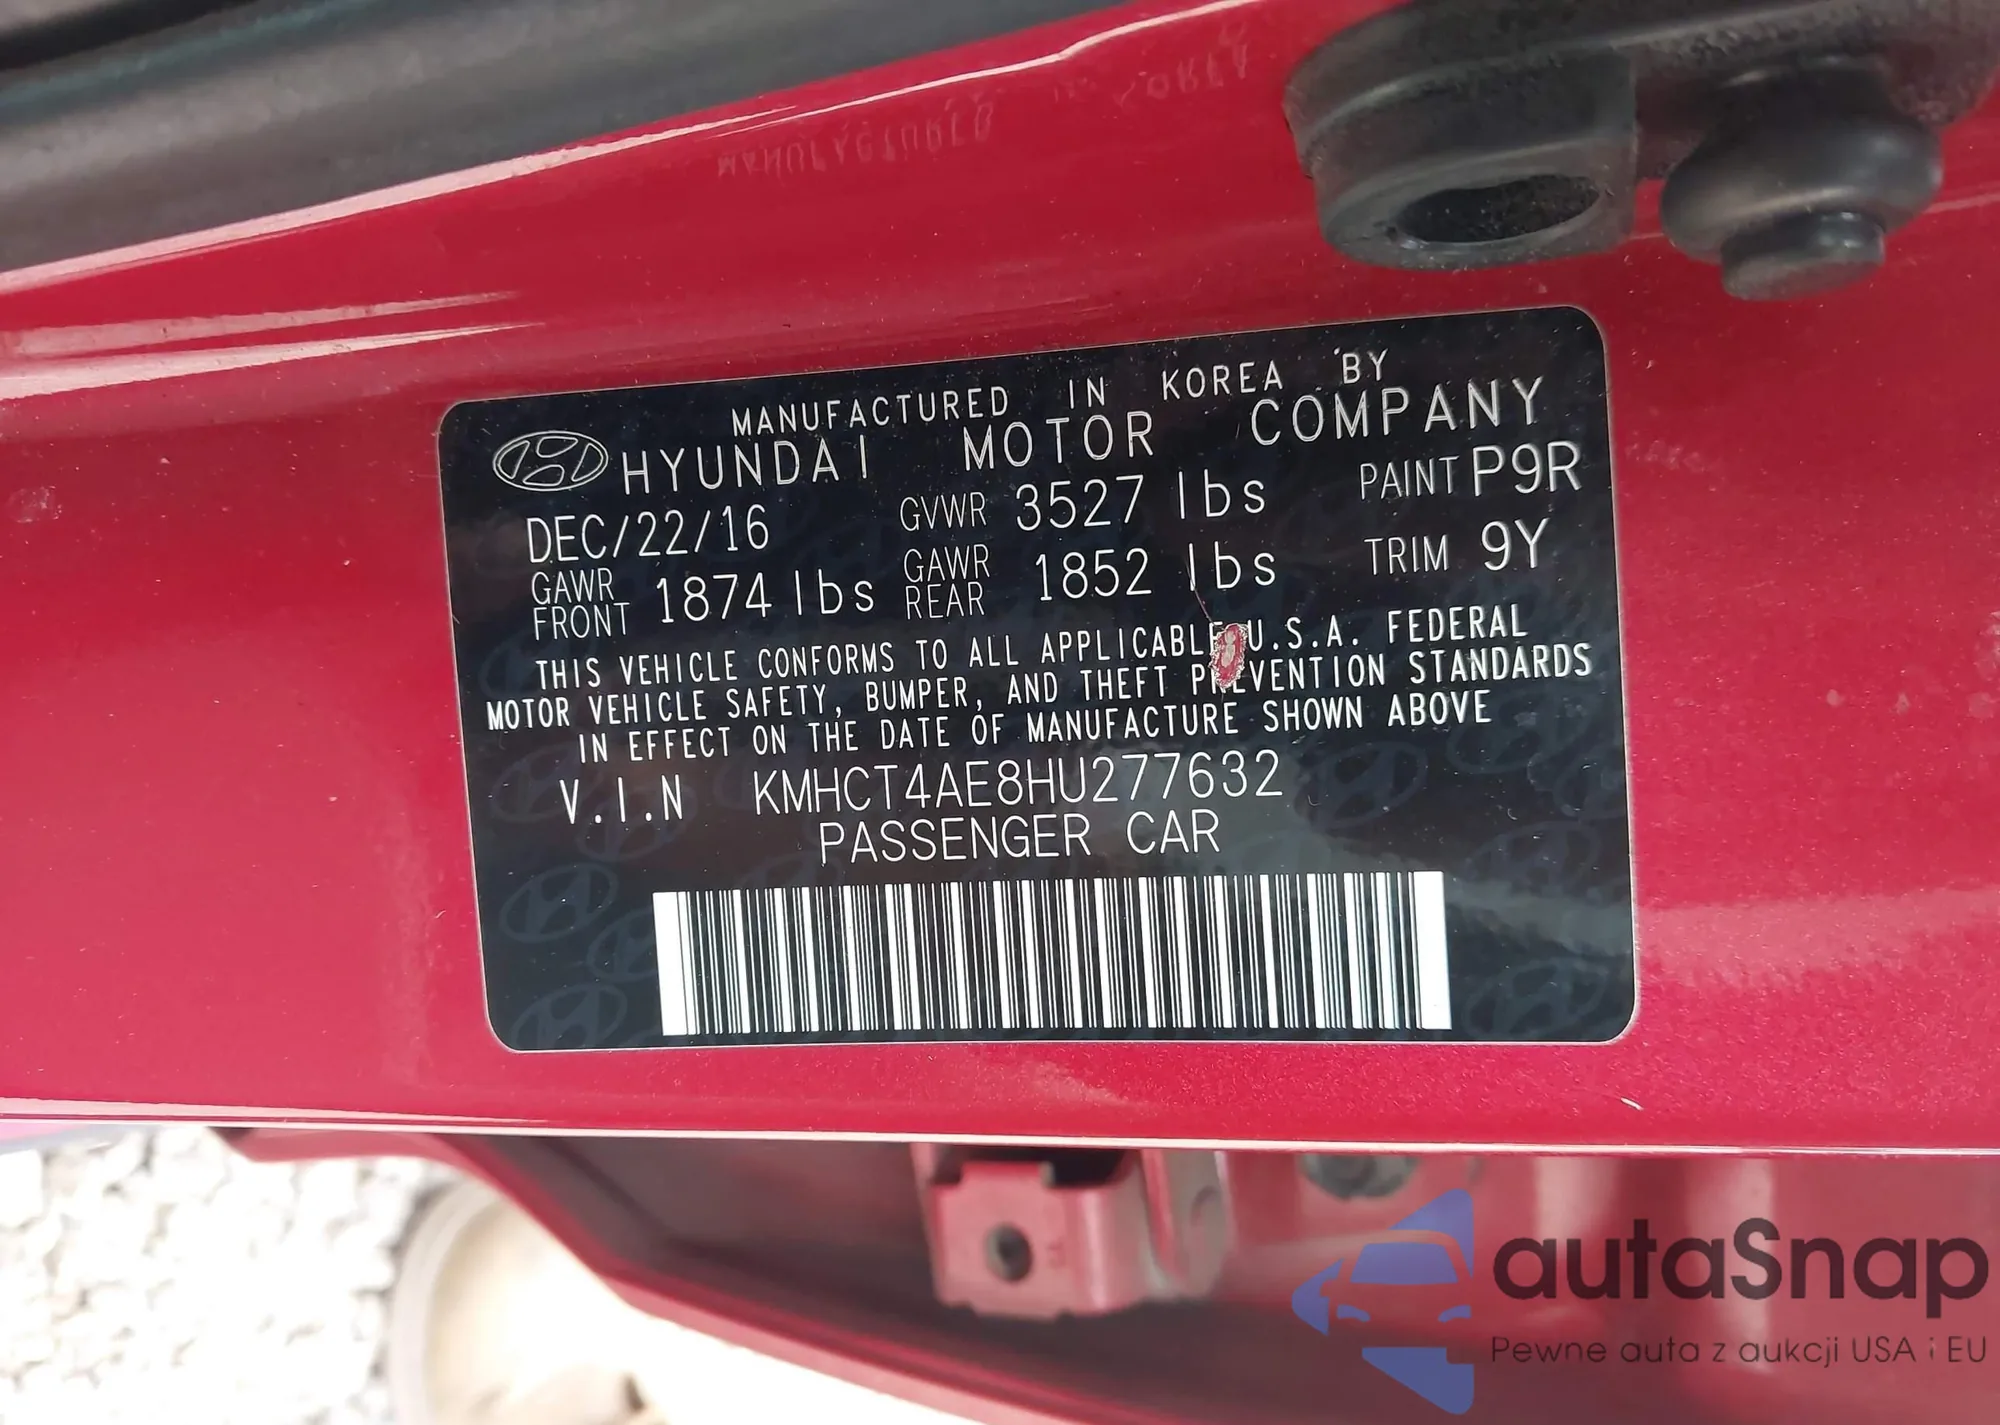 MANUFACTURED IN KOREA BY
HYUNDAI MOTOR COMPANY
DEC/22/16 GVWR 3527 lbs PAINT P9R
GAWR FRONT 1874 lbs GAWR REAR 1852 lbs TRIM 9Y
THIS VEHICLE CONFORMS TO ALL APPLICABLE U.S.A. FEDERAL
MOTOR VEHICLE SAFETY, BUMPER, AND THEFT PREVENTION STANDARDS
IN EFFECT ON THE DATE OF MANUFACTURE SHOWN ABOVE
V.I.N KMHCT4AE8HU277632
PASSENGER CAR
autaSnap
Pewne auta z aukcji USA i EU